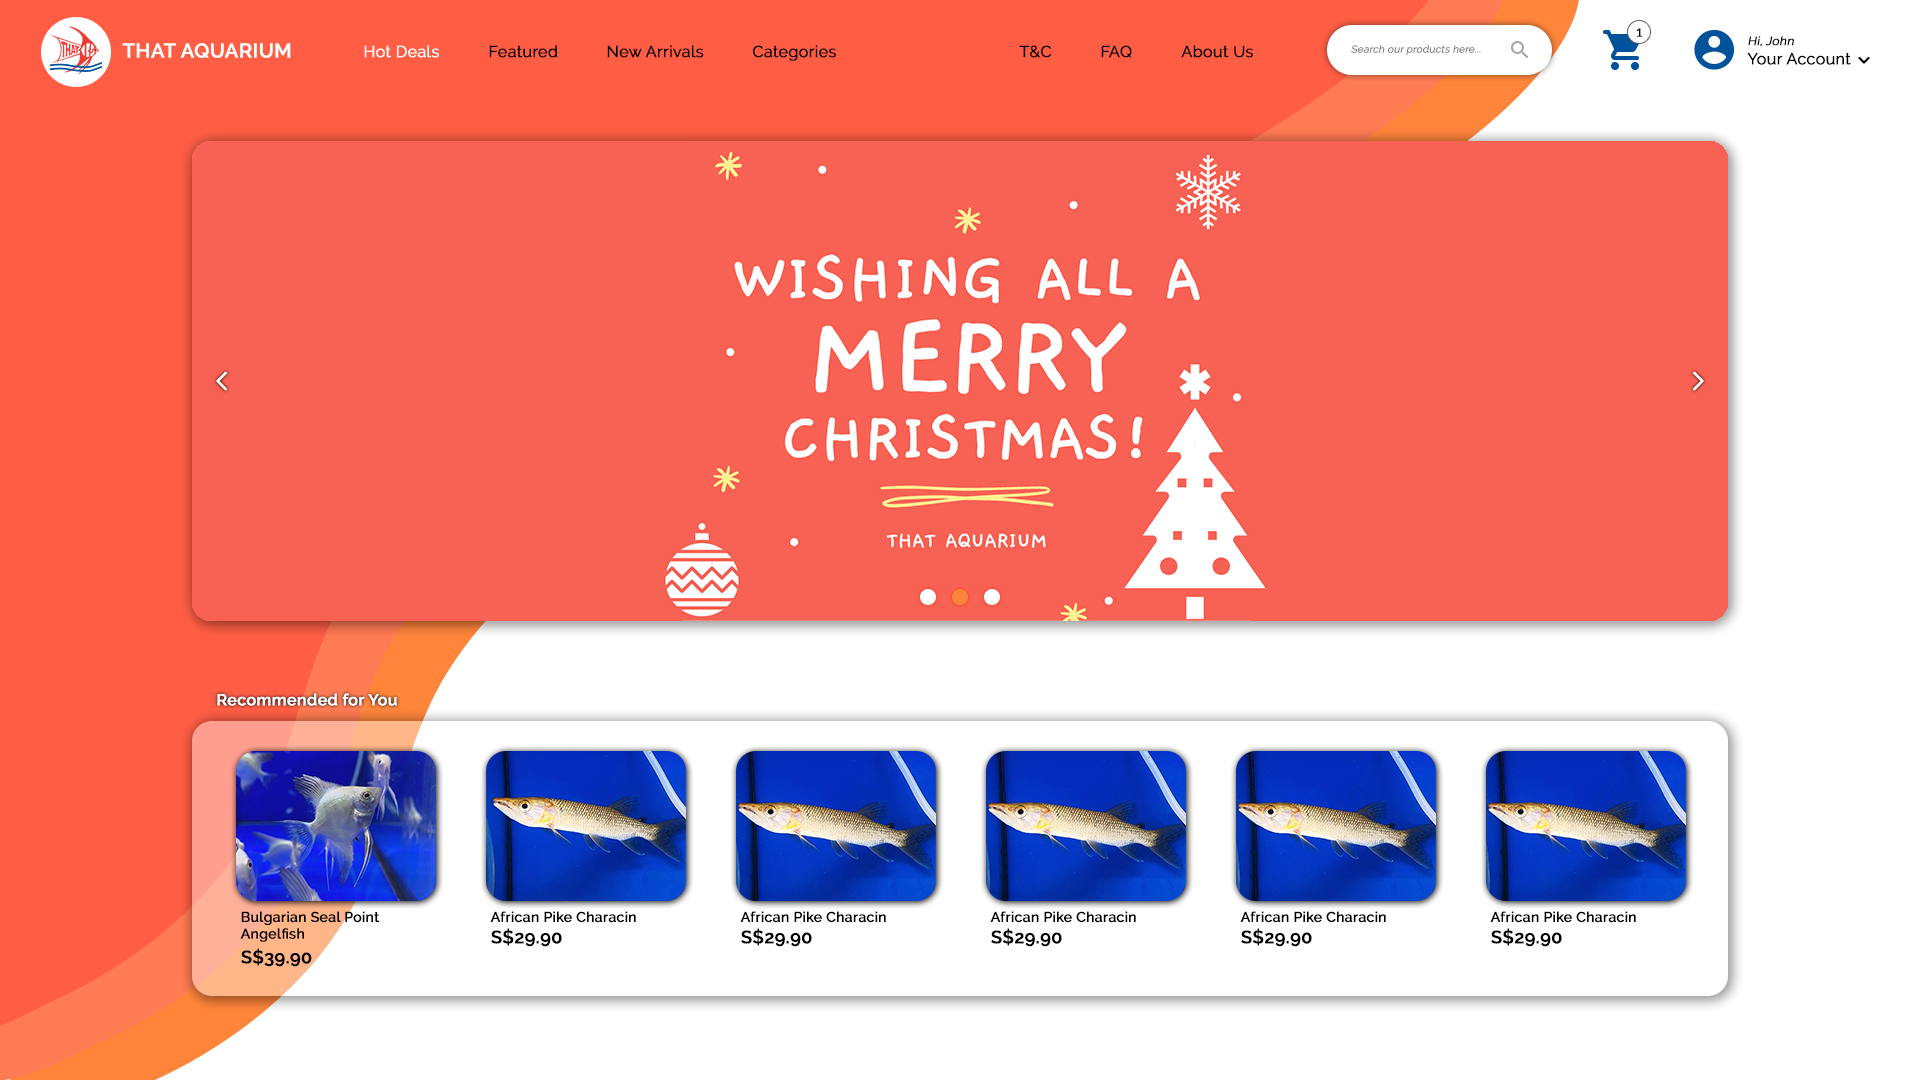 THAT AQUARIUM
Hot Deals
Featured
New Arrivals
Categories
T&C
FAQ
About Us
Search our products here...
1
Hi, John
Your Account
WISHING ALL A
MERRY
CHRISTMAS!
THAT AQUARIUM
Recommended for You
Bulgarian Seal Point
Angelfish
S$39.90
African Pike Characin
S$29.90
African Pike Characin
S$29.90
African Pike Characin
S$29.90
African Pike Characin
S$29.90
African Pike Characin
S$29.90